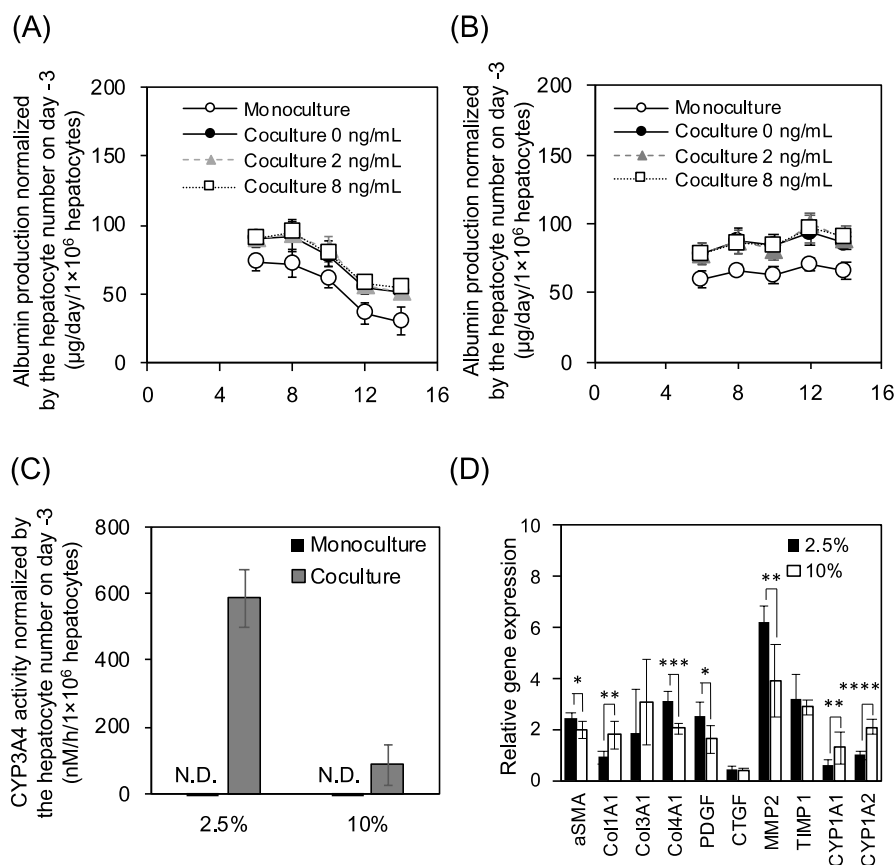 (A)
Albumin production normalized
by the hepatocyte number on day -3
(µg/day/1×10⁶ hepatocytes)
200
150
100
50
0
Monoculture
Coculture 0 ng/mL
Coculture 2 ng/mL
Coculture 8 ng/mL
0 4 8 12 16
(B)
Albumin production normalized
by the hepatocyte number on day -3
(µg/day/1×10⁶ hepatocytes)
200
150
100
50
0
Monoculture
Coculture 0 ng/mL
Coculture 2 ng/mL
Coculture 8 ng/mL
0 4 8 12 16
(C)
CYP3A4 activity normalized by
the hepatocyte number on day -3
(nM/h/1×10⁶ hepatocytes)
800
600
400
200
0
Monoculture
Coculture
N.D. N.D.
2.5% 10%
(D)
Relative gene expression
10
8
6
4
2
0
2.5%
10%
* ** *** * ** ** ****
aSMA
Col1A1
Col3A1
Col4A1
PDGF
CTGF
MMP2
TIMP1
CYP1A1
CYP1A2